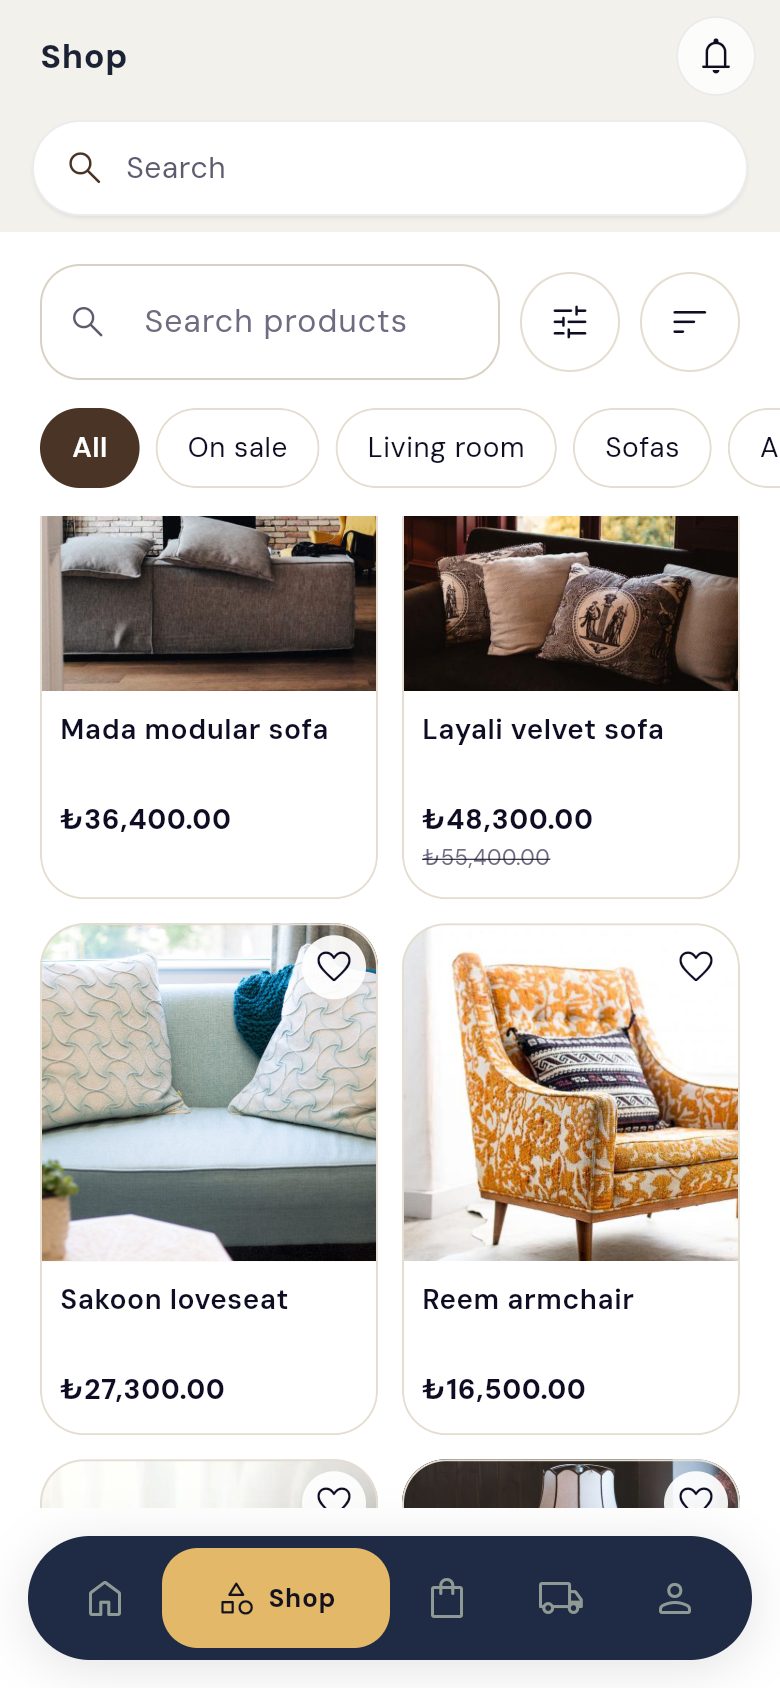 Shop
Search
Search products
All
On sale
Living room
Sofas
A
Mada modular sofa
Layali velvet sofa
₺36,400.00
₺48,300.00
₺55,400.00
Sakoon loveseat
Reem armchair
₺27,300.00
₺16,500.00
Shop